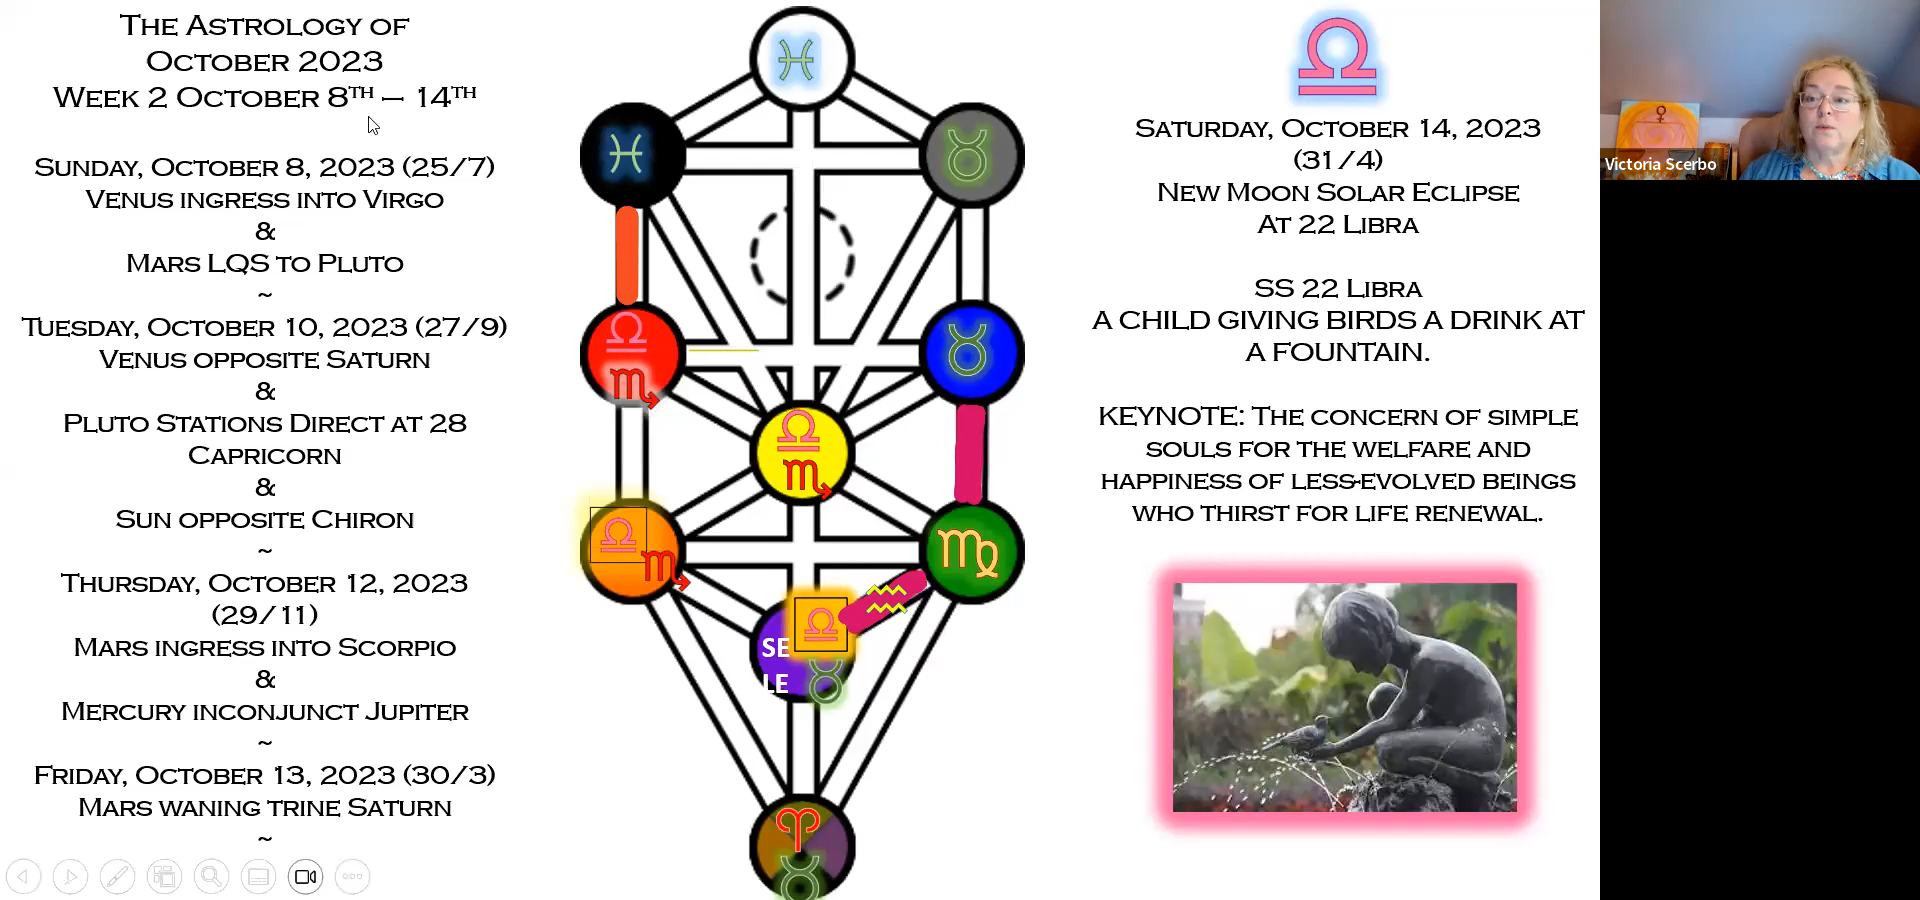 The Astrology of
October 2023
Week 2 October 8th – 14th
Sunday, October 8, 2023 (25/7)
Venus ingress into Virgo
&
Mars LQS to Pluto
~
Tuesday, October 10, 2023 (27/9)
Venus opposite Saturn
&
Pluto Stations Direct at 28
Capricorn
&
Sun opposite Chiron
~
Thursday, October 12, 2023
(29/11)
Mars ingress into Scorpio
&
Mercury inconjunct Jupiter
~
Friday, October 13, 2023 (30/3)
Mars waning trine Saturn
~
♓
♓
♉
♎
♏
♉
♎
♏
♎
♏
♍
♒
♎
SE
LE
♉
♈
♉
♎
Saturday, October 14, 2023
(31/4)
New Moon Solar Eclipse
At 22 Libra
SS 22 Libra
A CHILD GIVING BIRDS A DRINK AT
A FOUNTAIN.
KEYNOTE: The concern of simple
souls for the welfare and
happiness of less-evolved beings
who thirst for life renewal.
Victoria Scerbo